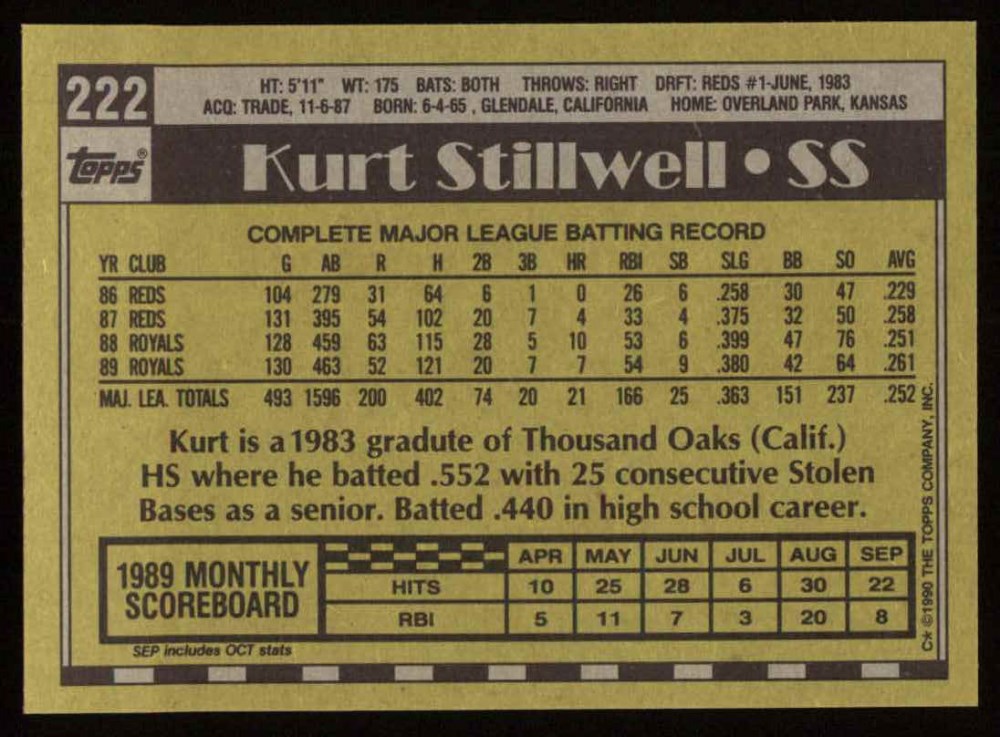 222
HT: 5'11" WT: 175 BATS: BOTH THROWS: RIGHT DRFT: REDS #1-JUNE, 1983
ACQ: TRADE, 11-6-87 BORN: 6-4-65 , GLENDALE, CALIFORNIA HOME: OVERLAND PARK, KANSAS
topps®
Kurt Stillwell • SS
COMPLETE MAJOR LEAGUE BATTING RECORD
YR CLUB G AB R H 2B 3B HR RBI SB SLG BB SO AVG
86 REDS 104 279 31 64 6 1 0 26 6 .258 30 47 .229
87 REDS 131 395 54 102 20 7 4 33 4 .375 32 50 .258
88 ROYALS 128 459 63 115 28 5 10 53 6 .399 47 76 .251
89 ROYALS 130 463 52 121 20 7 7 54 9 .380 42 64 .261
MAJ. LEA. TOTALS 493 1596 200 402 74 20 21 166 25 .363 151 237 .252
Kurt is a 1983 gradute of Thousand Oaks (Calif.)
HS where he batted .552 with 25 consecutive Stolen
Bases as a senior. Batted .440 in high school career.
1989 MONTHLY
SCOREBOARD
APR MAY JUN JUL AUG SEP
HITS 10 25 28 6 30 22
RBI 5 11 7 3 20 8
SEP includes OCT stats
C* ©1990 THE TOPPS COMPANY, INC.